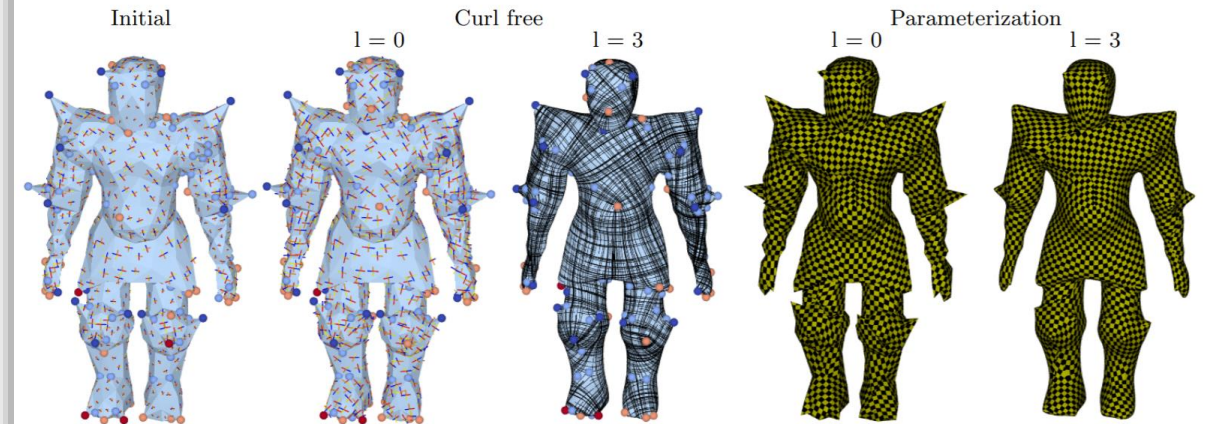 Initial
Curl free
Parameterization
l = 0
l = 3
l = 0
l = 3